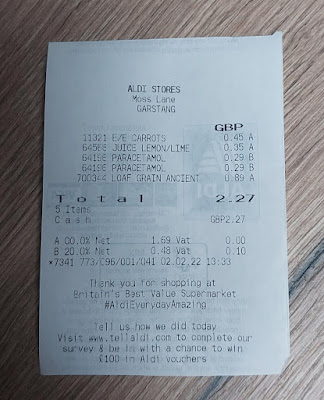 ALDI STORES
Moss Lane
GARSTANG
GBP
11321 E/E CARROTS 0.45 A
64588 JUICE LEMON/LIME 0.35 A
64196 PARACETAMOL 0.29 B
64196 PARACETAMOL 0.29 B
700344 LOAF GRAIN ANCIENT 0.89 A
Total 2.27
5 Items
Cash GBP2.27
A 00.0% Net 1.69 Vat 0.00
B 20.0% Net 0.48 Vat 0.10
*7341 773/C96/001/041 02.02.22 13:33
Thank you for shopping at
Britain's Best Value Supermarket
#AldiEverydayAmazing
Tell us how we did today
Visit www.tellaldi.com to complete our
survey & be in with a chance to win
£100 in Aldi vouchers